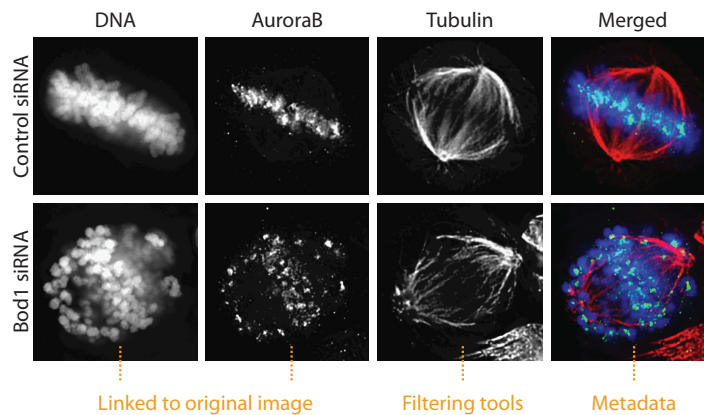 DNA AuroraB Tubulin Merged
Control siRNA
Bod1 siRNA
Linked to original image Filtering tools Metadata